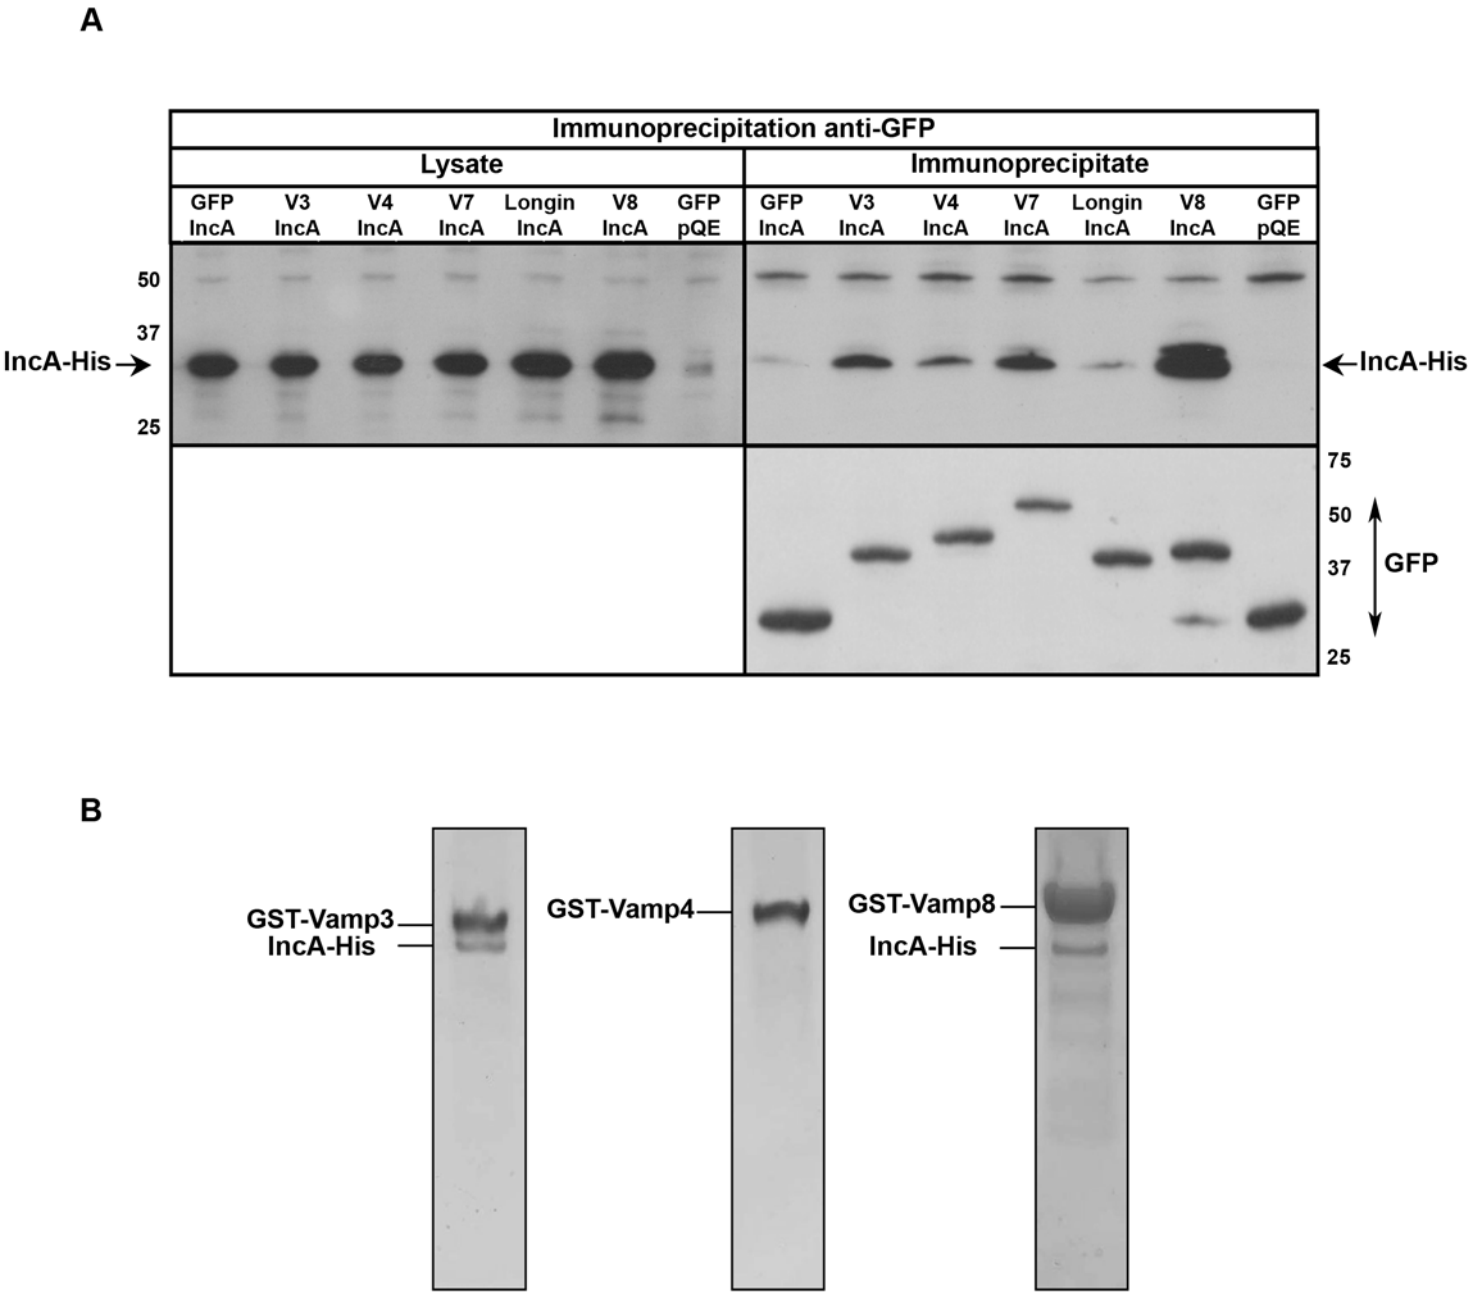 A
Immunoprecipitation anti-GFP
Lysate Immunoprecipitate
GFP V3 V4 V7 Longin V8 GFP GFP V3 V4 V7 Longin V8 GFP
IncA IncA IncA IncA IncA IncA pQE IncA IncA IncA IncA IncA IncA pQE
50
37
IncA-His IncA-His
25
75
50
37 GFP
25
B
GST-Vamp3 GST-Vamp4 GST-Vamp8
IncA-His IncA-His